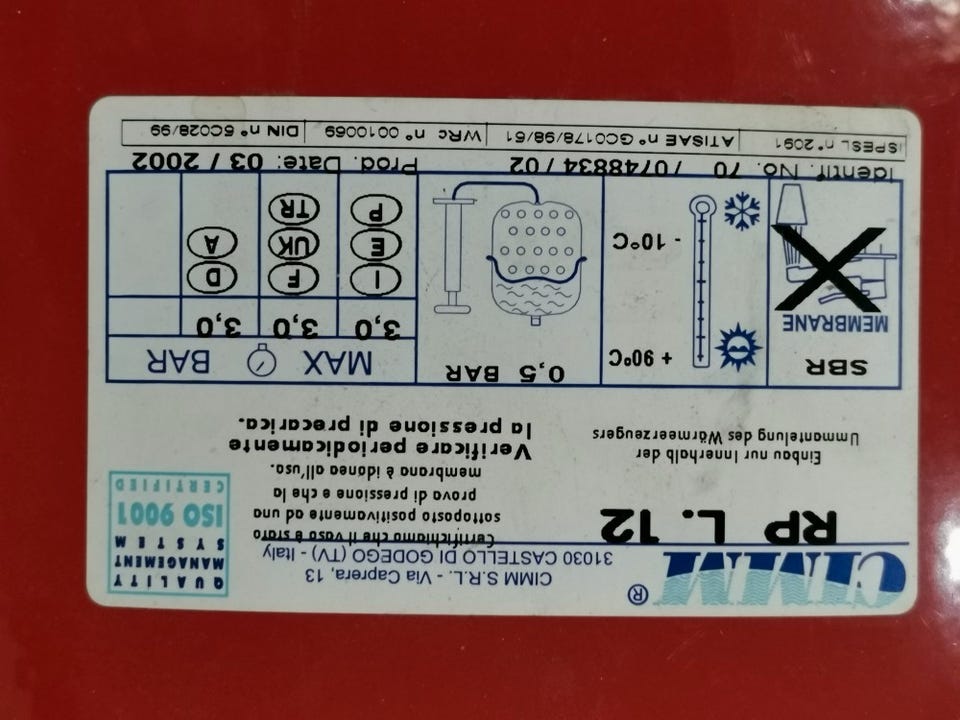 CIMM®
CIMM S.R.L. - Via Caprera, 13
31030 CASTELLO DI GODEGO (TV) - Italy
QUALITY
MANAGEMENT
SYSTEM
ISO 9001
CERTIFIED
RP L. 12
Einbau nur Innerhalb der
Ummantelung des Wärmeerzeugers
Certifichiamo che il vaso è stato
sottoposto positivamente ad una
prova di pressione e che la
membrana è idonea all'uso.
Verificare periodicamente
la pressione di precarica.
SBR
MEMBRANE
+ 90°C
- 10°C
0,5 BAR
MAX BAR
3,0 3,0 3,0
I F D
E UK A
P TR
Identif. No. 70 / 0748834 / 02 Prod. Date: 03 / 2002
ISPESL n° 2091 ATISAE n° GC0178/98/61 WRc n° 0010069 DIN n° 6C028/99